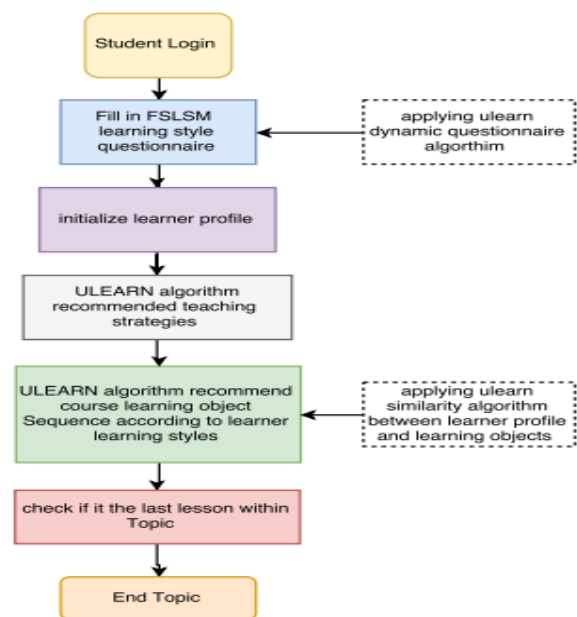 Student Login
Fill in FSLSM
learning style
questionnaire
applying ulearn
dynamic questionnaire
algorthim
initialize learner profile
ULEARN algorithm
recommended teaching
strategies
ULEARN algorithm recommend
course learning object
Sequence according to learner
learning styles
applying ulearn
similarity algorithm
between learner profile
and learning objects
check if it the last lesson within
Topic
End Topic